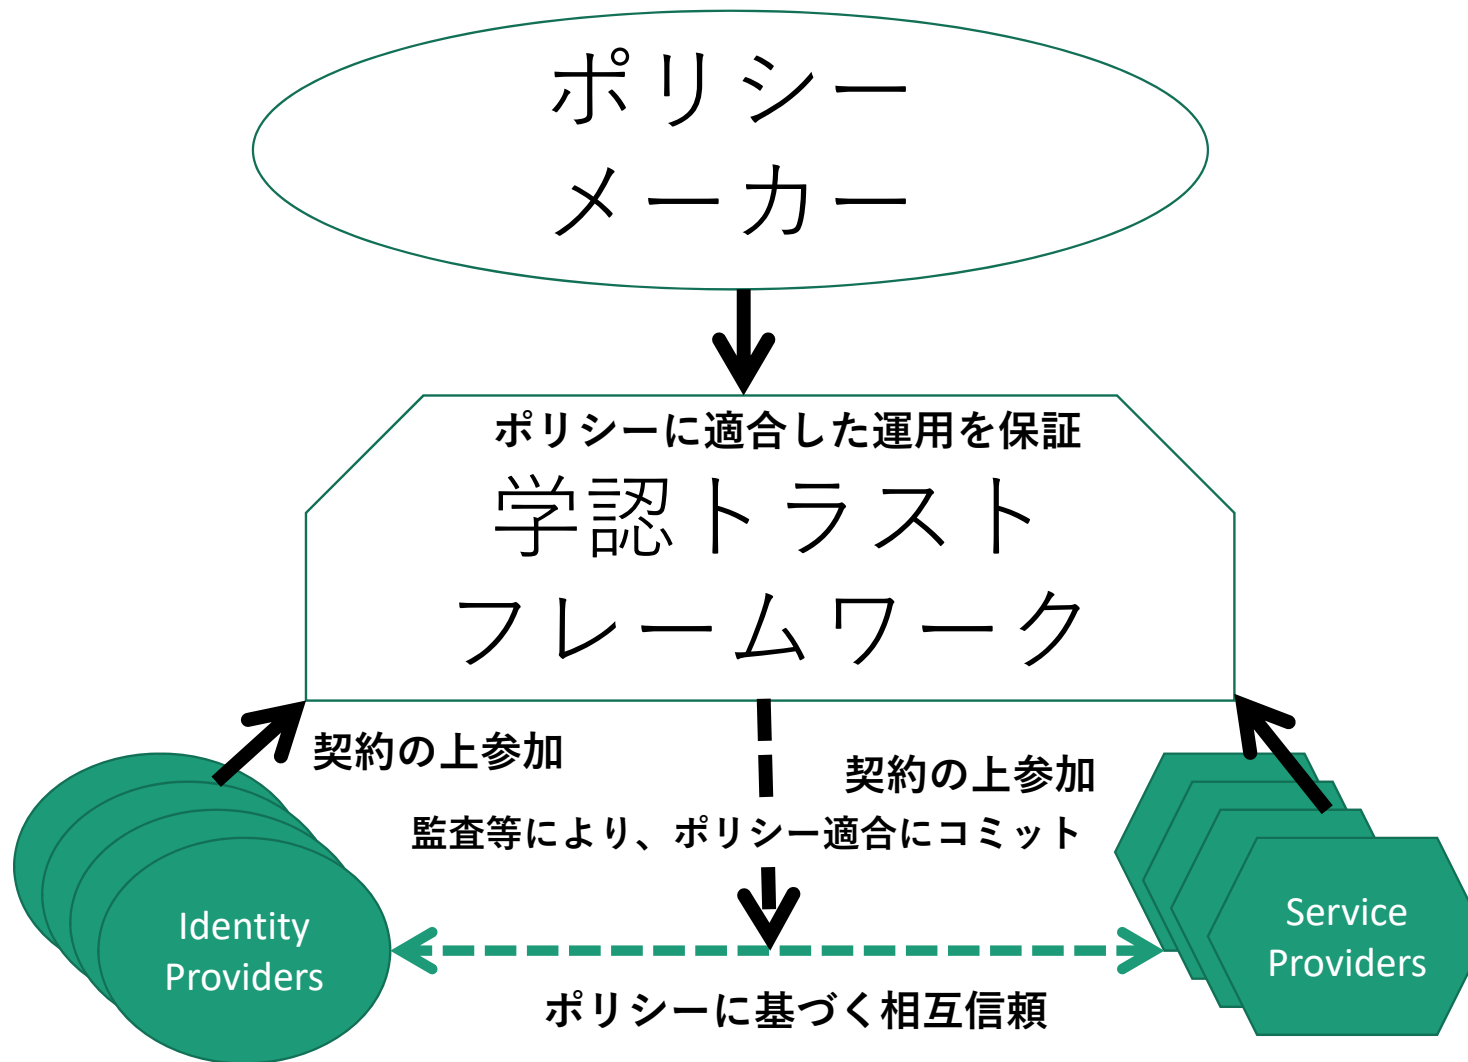 ポリシー
メーカー
ポリシーに適合した運用を保証
学認トラスト
フレームワーク
契約の上参加
契約の上参加
監査等により、ポリシー適合にコミット
Identity
Providers
Service
Providers
ポリシーに基づく相互信頼